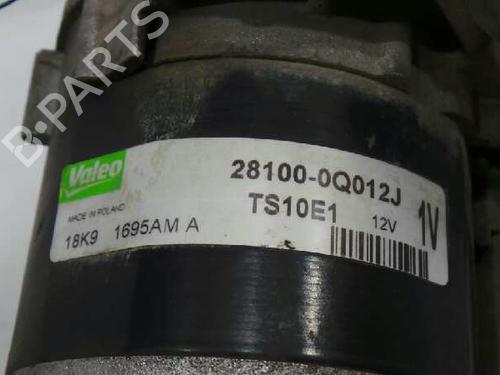 B-PARTS
Valeo
MADE IN POLAND
18K9 1695AM A
28100-0Q012J
TS10E1 12V
1V